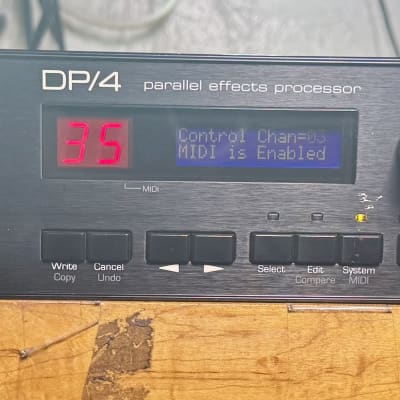 DP/4 parallel effects processor
35
Control Chan=05
MIDI is Enabled
MIDI
Write Cancel Select Edit System
Copy Undo Compare MIDI